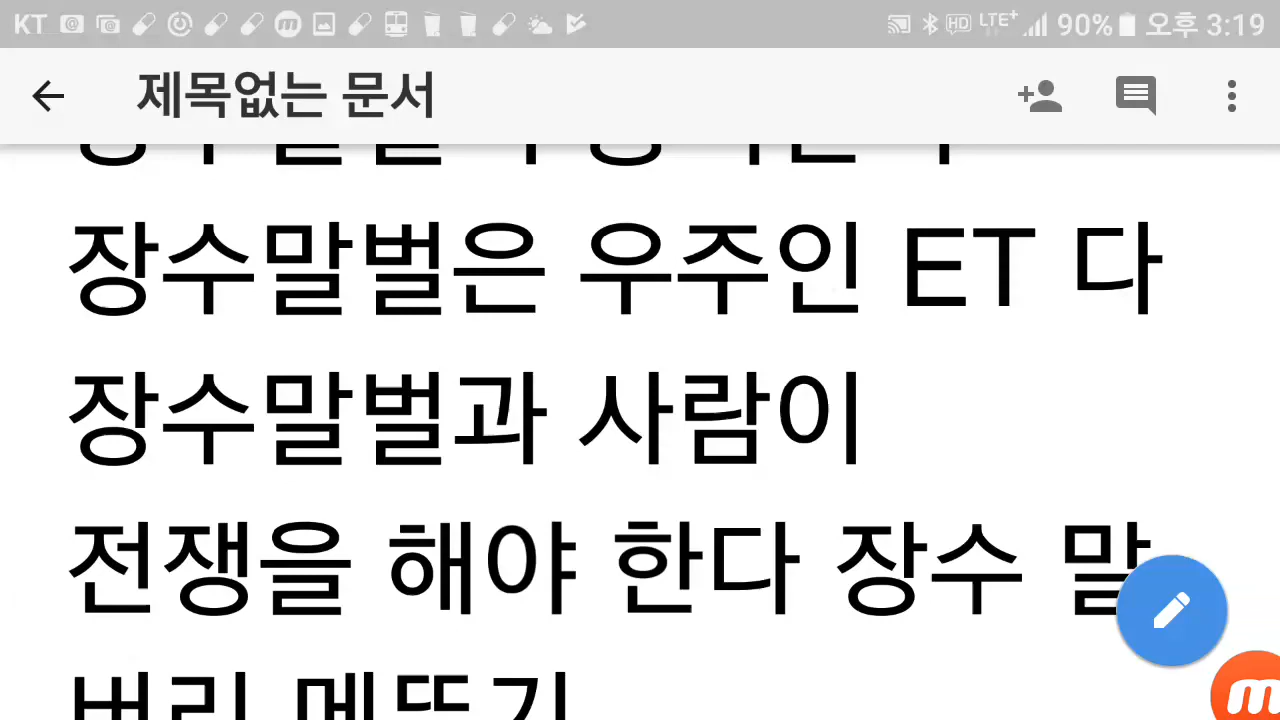 KT HD LTE+ 90% 오후 3:19
제목없는 문서
장수말벌은 우주인 ET 다
장수말벌과 사람이
전쟁을 해야 한다 장수 말